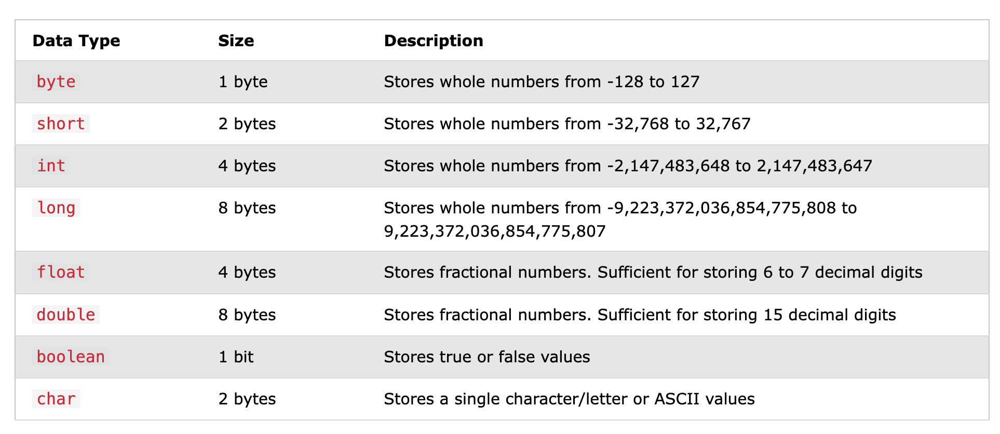 Data Type Size Description
byte 1 byte Stores whole numbers from -128 to 127
short 2 bytes Stores whole numbers from -32,768 to 32,767
int 4 bytes Stores whole numbers from -2,147,483,648 to 2,147,483,647
long 8 bytes Stores whole numbers from -9,223,372,036,854,775,808 to
9,223,372,036,854,775,807
float 4 bytes Stores fractional numbers. Sufficient for storing 6 to 7 decimal digits
double 8 bytes Stores fractional numbers. Sufficient for storing 15 decimal digits
boolean 1 bit Stores true or false values
char 2 bytes Stores a single character/letter or ASCII values